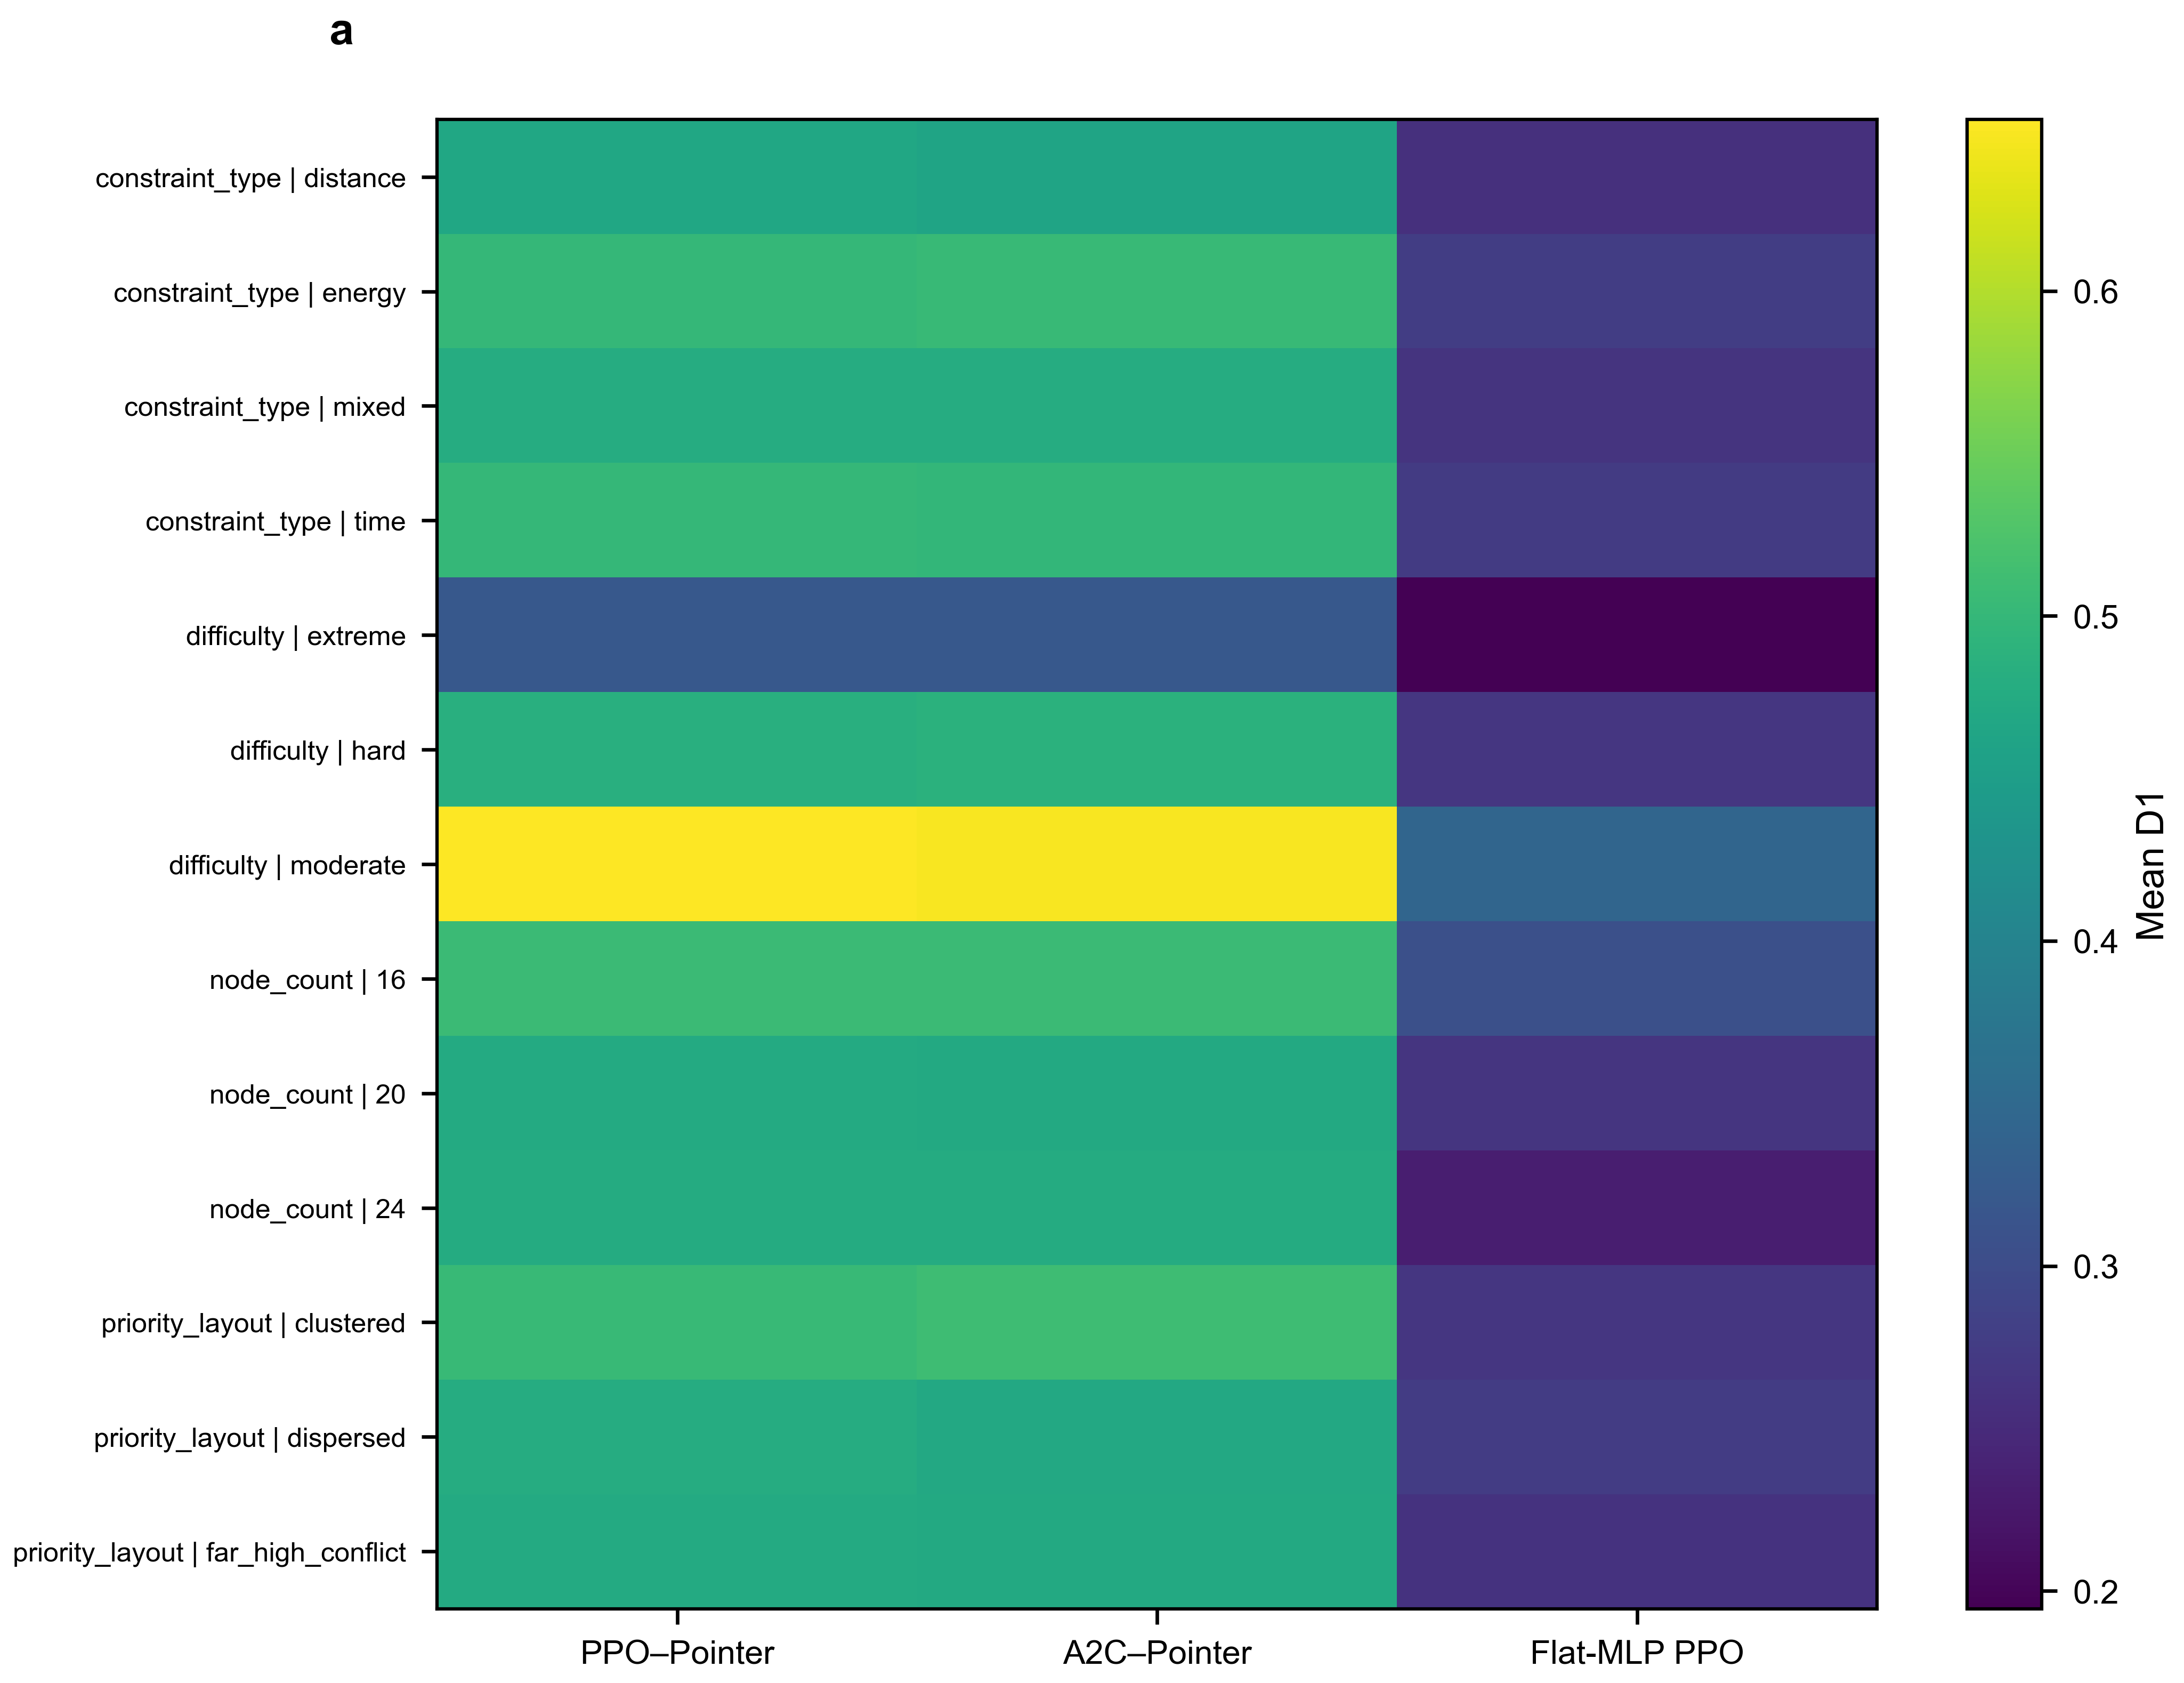 a
constraint_type | distance
constraint_type | energy
constraint_type | mixed
constraint_type | time
difficulty | extreme
difficulty | hard
difficulty | moderate
node_count | 16
node_count | 20
node_count | 24
priority_layout | clustered
priority_layout | dispersed
priority_layout | far_high_conflict
PPO–Pointer
A2C–Pointer
Flat-MLP PPO
0.6
0.5
0.4
0.3
0.2
Mean D1